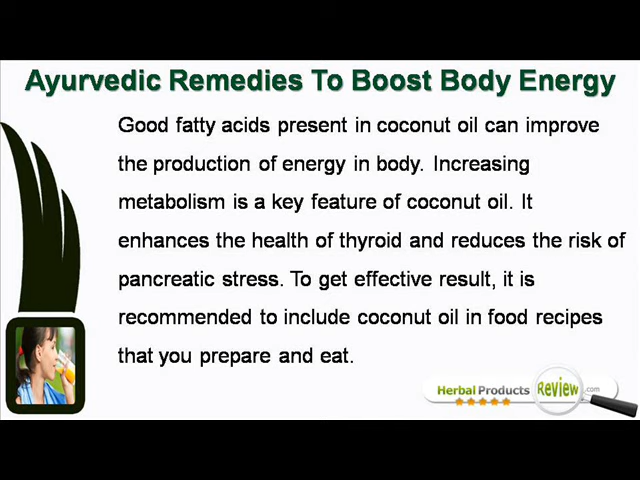 Ayurvedic Remedies To Boost Body Energy
Good fatty acids present in coconut oil can improve
the production of energy in body. Increasing
metabolism is a key feature of coconut oil. It
enhances the health of thyroid and reduces the risk of
pancreatic stress. To get effective result, it is
recommended to include coconut oil in food recipes
that you prepare and eat.
Herbal Products Review.com